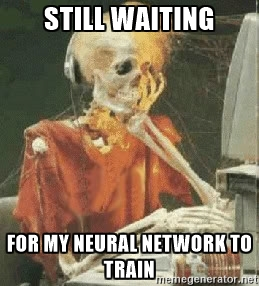 STILL WAITING
FOR MY NEURAL NETWORK TO
TRAIN
memegenerator.net